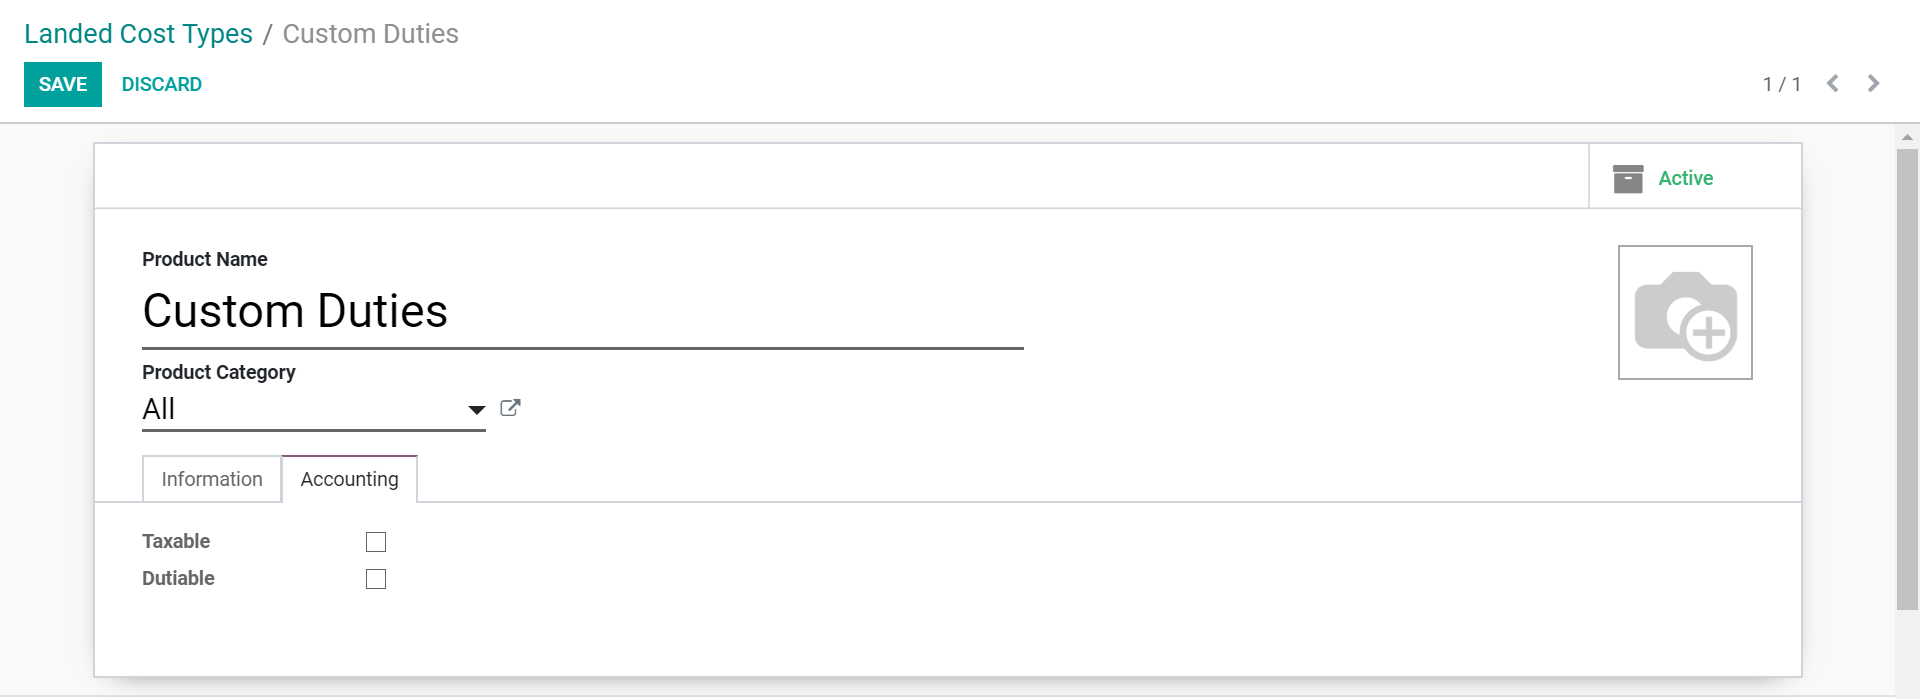 Landed Cost Types / Custom Duties
SAVE DISCARD 1 / 1
Active
Product Name
Custom Duties
Product Category
All
Information Accounting
Taxable
Dutiable